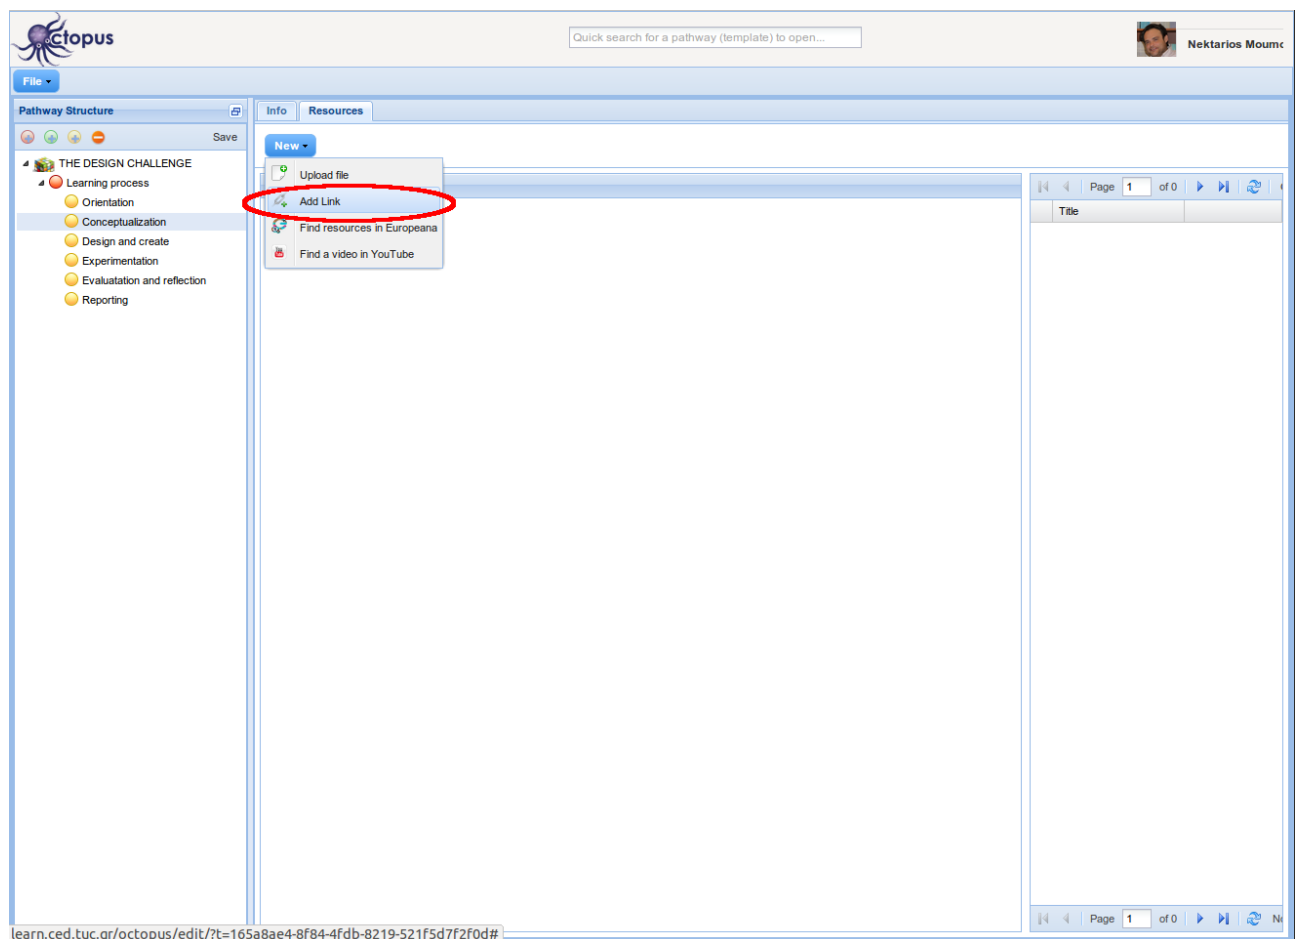 ctopus
Quick search for a pathway (template) to open...
Nektarios Moum
File
Pathway Structure
Info
Resources
Save
New
THE DESIGN CHALLENGE
Learning process
Orientation
Conceptualization
Design and create
Experimentation
Evaluatation and reflection
Reporting
Upload file
Add Link
Find resources in Europeana
Find a video in YouTube
Page 1 of 0
Title
Page 1 of 0 No
learn.ced.tuc.gr/octopus/edit/?t=165a8ae4-8f84-4fdb-8219-521f5d7f2f0d#